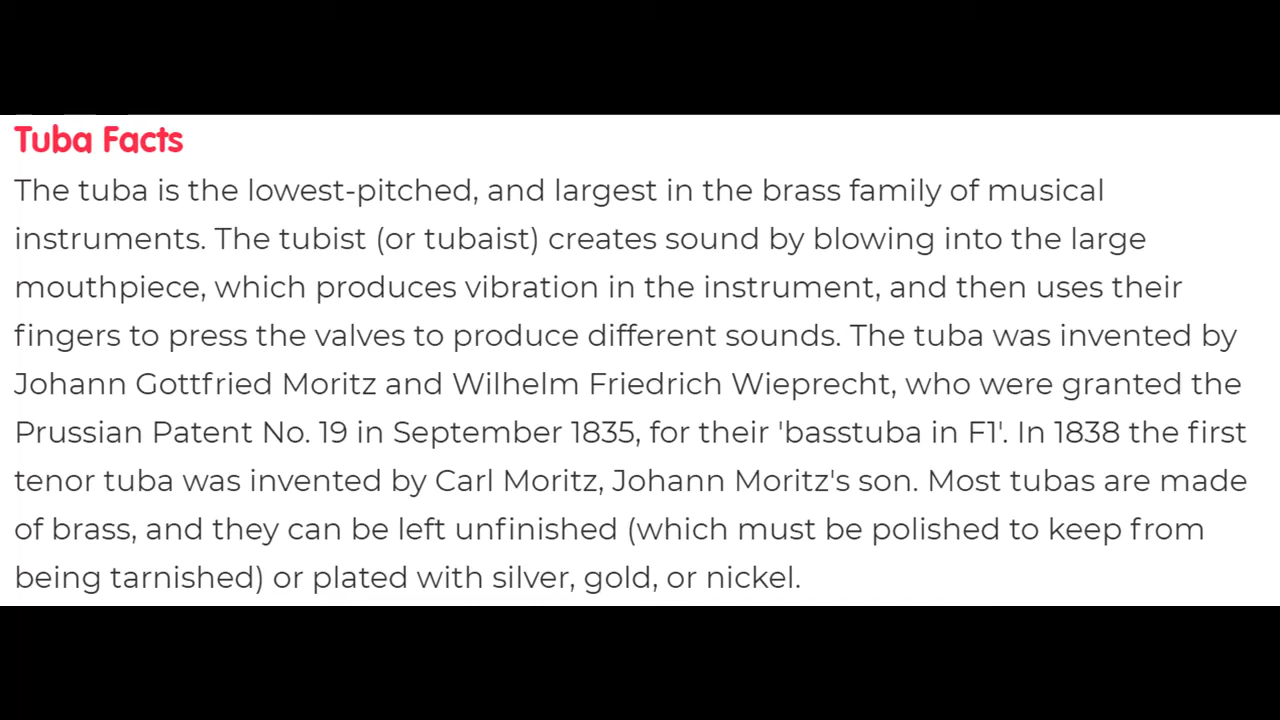 Tuba Facts
The tuba is the lowest-pitched, and largest in the brass family of musical
instruments. The tubist (or tubaist) creates sound by blowing into the large
mouthpiece, which produces vibration in the instrument, and then uses their
fingers to press the valves to produce different sounds. The tuba was invented by
Johann Gottfried Moritz and Wilhelm Friedrich Wieprecht, who were granted the
Prussian Patent No. 19 in September 1835, for their 'basstuba in F1'. In 1838 the first
tenor tuba was invented by Carl Moritz, Johann Moritz's son. Most tubas are made
of brass, and they can be left unfinished (which must be polished to keep from
being tarnished) or plated with silver, gold, or nickel.